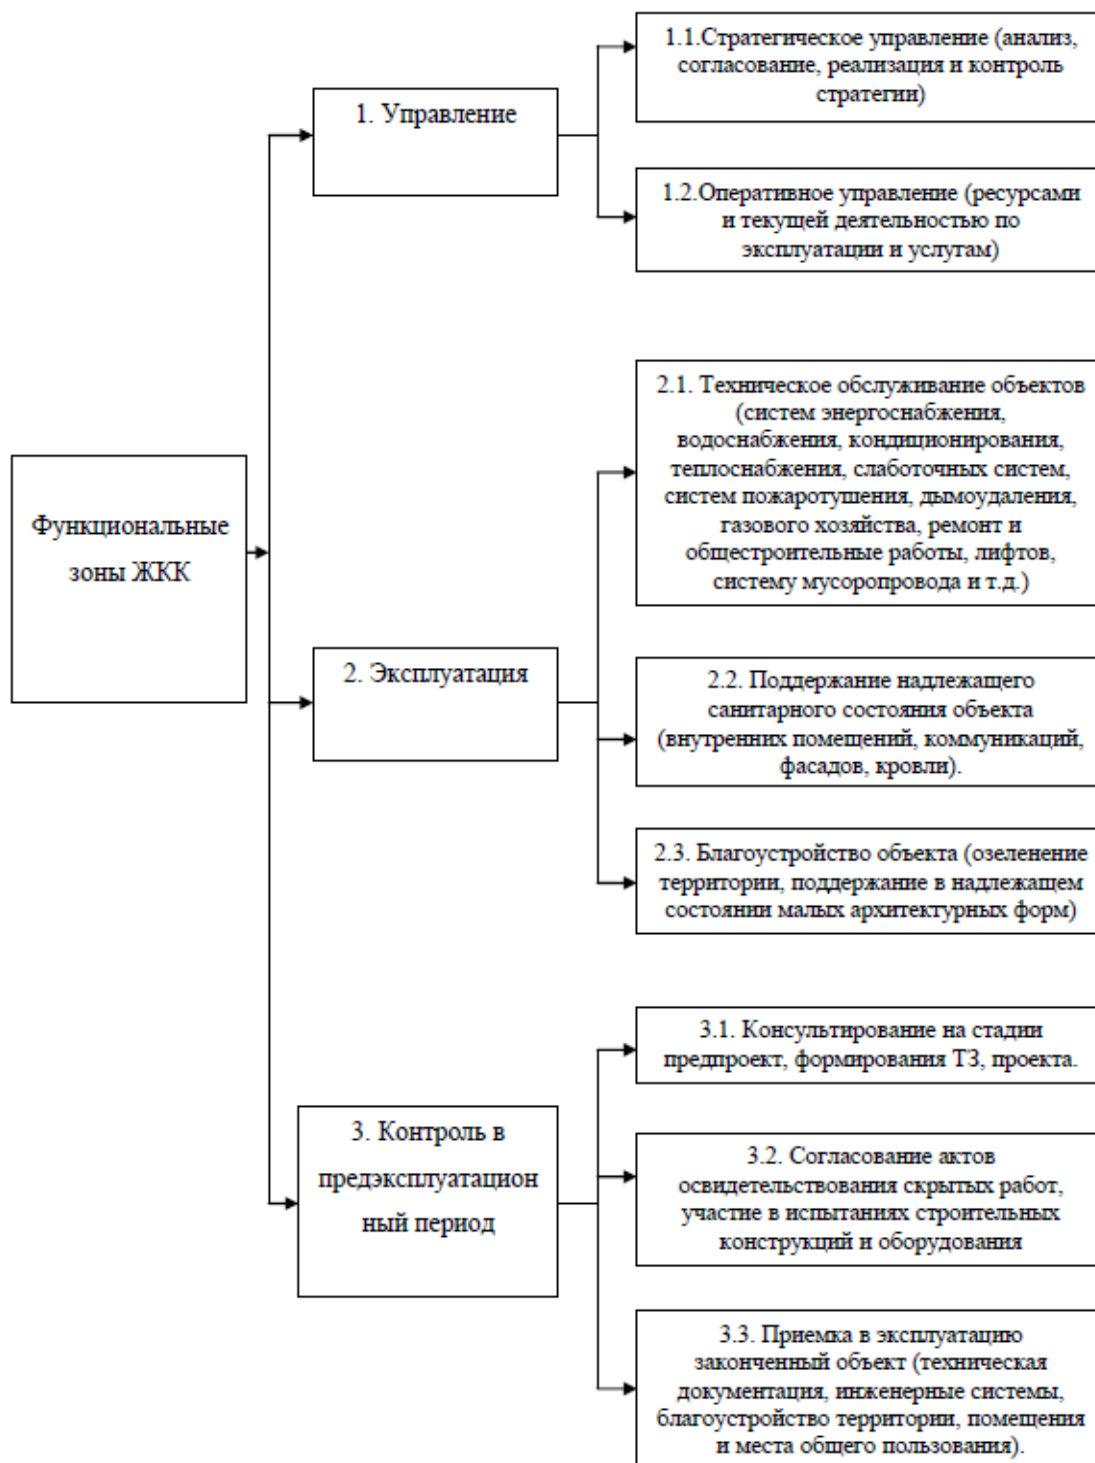 Функциональные
зоны ЖКК
1. Управление
1.1.Стратегическое управление (анализ,
согласование, реализация и контроль
стратегии)
1.2.Оперативное управление (ресурсами
и текущей деятельностью по
эксплуатации и услугам)
2. Эксплуатация
2.1. Техническое обслуживание объектов
(систем энергоснабжения,
водоснабжения, кондиционирования,
теплоснабжения, слаботочных систем,
систем пожаротушения, дымоудаления,
газового хозяйства, ремонт и
общестроительные работы, лифтов,
систему мусоропровода и т.д.)
2.2. Поддержание надлежащего
санитарного состояния объекта
(внутренних помещений, коммуникаций,
фасадов, кровли).
2.3. Благоустройство объекта (озеленение
территории, поддержание в надлежащем
состоянии малых архитектурных форм)
3. Контроль в
предэксплуатацион
ный период
3.1. Консультирование на стадии
предпроект, формирования ТЗ, проекта.
3.2. Согласование актов
освидетельствования скрытых работ,
участие в испытаниях строительных
конструкций и оборудования
3.3. Приемка в эксплуатацию
законченный объект (техническая
документация, инженерные системы,
благоустройство территории, помещения
и места общего пользования).